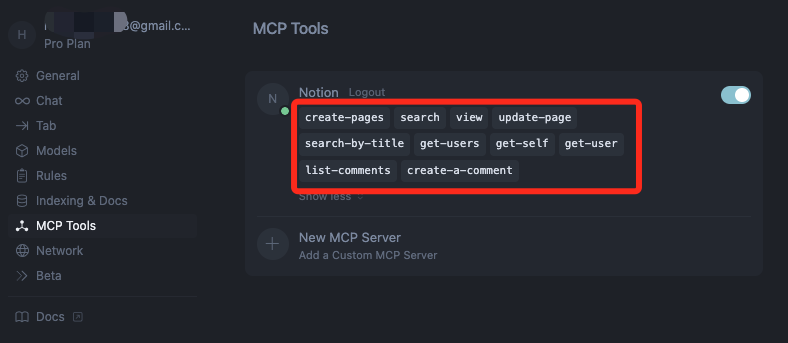 H
@gmail.c...
Pro Plan
General
Chat
Tab
Models
Rules
Indexing & Docs
MCP Tools
Network
Beta
Docs
MCP Tools
N
Notion Logout
create-pages search view update-page
search-by-title get-users get-self get-user
list-comments create-a-comment
Show less
New MCP Server
Add a Custom MCP Server